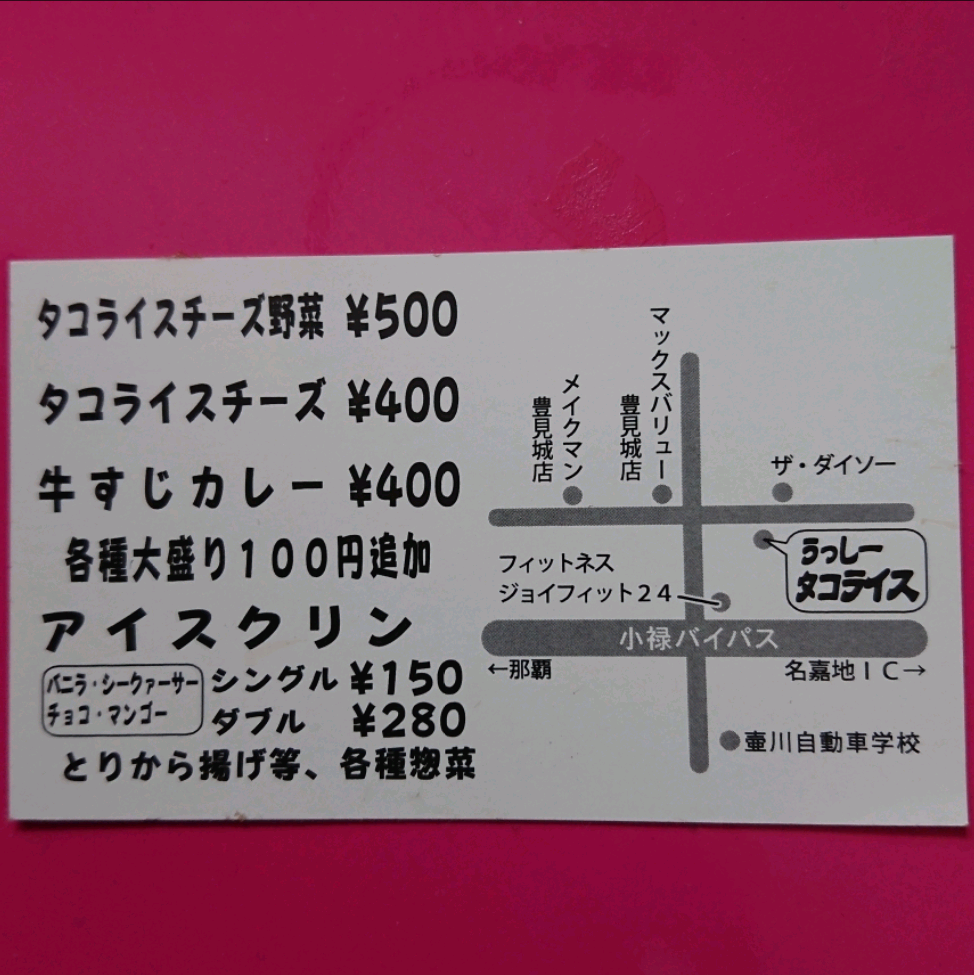 タコライスチーズ野菜 ¥500
タコライスチーズ ¥400
牛すじカレー ¥400
各種大盛り１００円追加
アイスクリン
バニラ・シークァーサー
チョコ・マンゴー
シングル ¥150
ダブル ¥280
とりから揚げ等、各種惣菜
メイクマン
豊見城店
マックスバリュー
豊見城店
ザ・ダイソー
うっしー
タコライス
フィットネス
ジョイフィット２４
小禄バイパス
←那覇
名嘉地ＩＣ→
壷川自動車学校